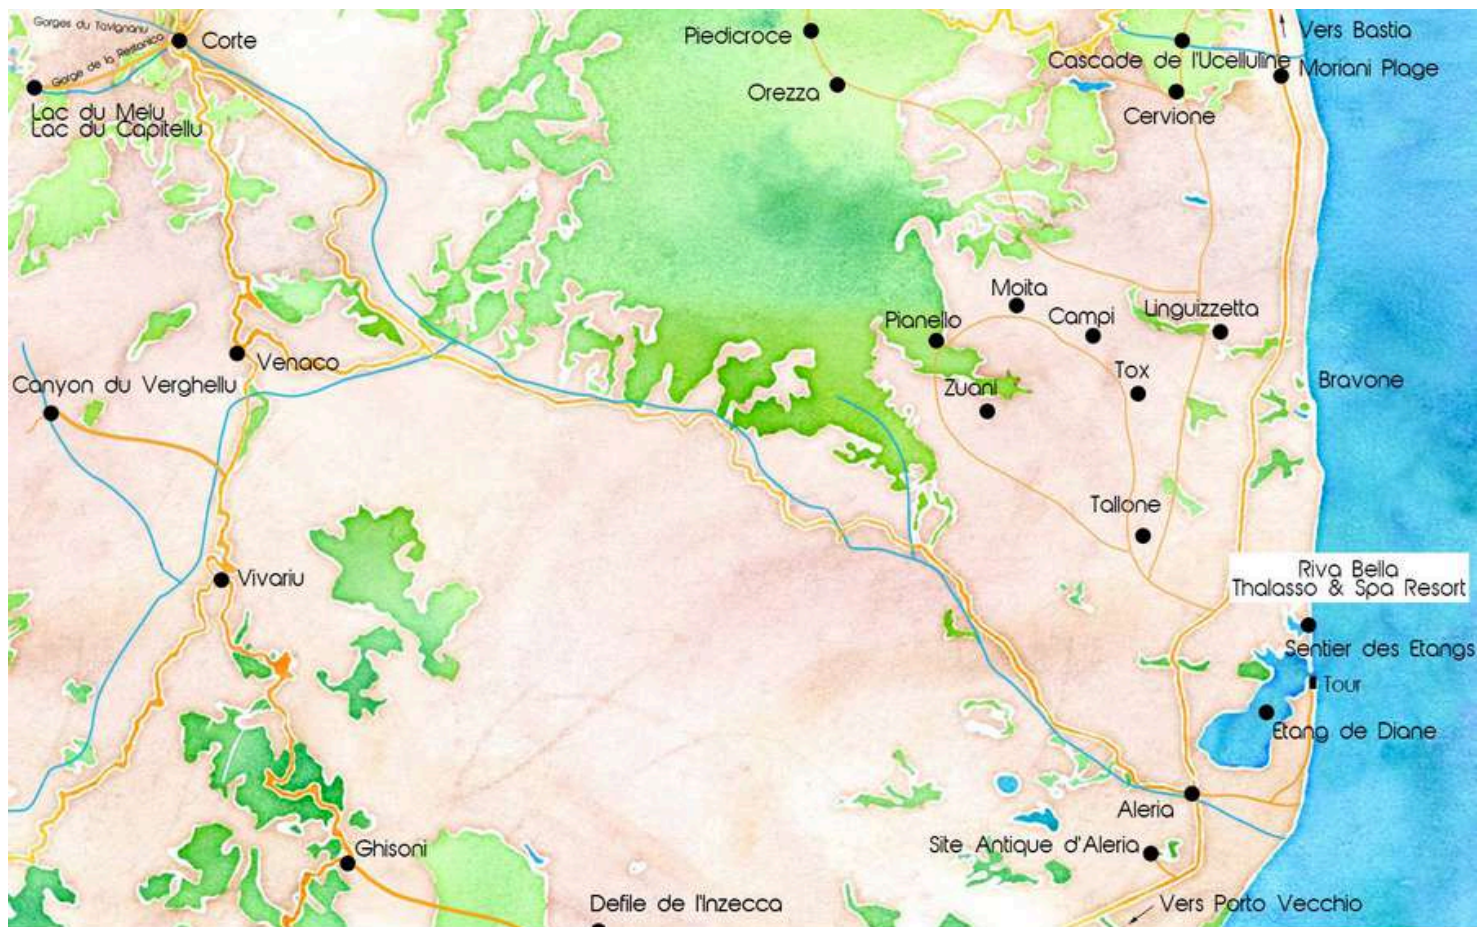 Gorges du Tavignanu
Gorge de la Restonica
Corte
Piedicroce
Vers Bastia
Cascade de l'Ucelluline
Moriani Plage
Lac du Melu
Lac du Capitellu
Orezza
Cervione
Moita
Campi
Linguizzetta
Pianello
Venaco
Canyon du Verghellu
Zuani
Tox
Bravone
Tallone
Vivariu
Riva Bella
Thalasso & Spa Resort
Sentier des Etangs
Tour
Etang de Diane
Aleria
Ghisoni
Site Antique d'Aleria
Defile de l'Inzecca
Vers Porto Vecchio